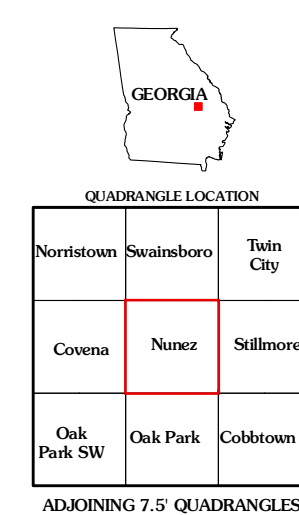 GEORGIA
QUADRANGLE LOCATION
Norristown Swainsboro Twin
City
Covena Nunez Stillmore
Oak
Park SW Oak Park Cobbtown
ADJOINING 7.5' QUADRANGLES